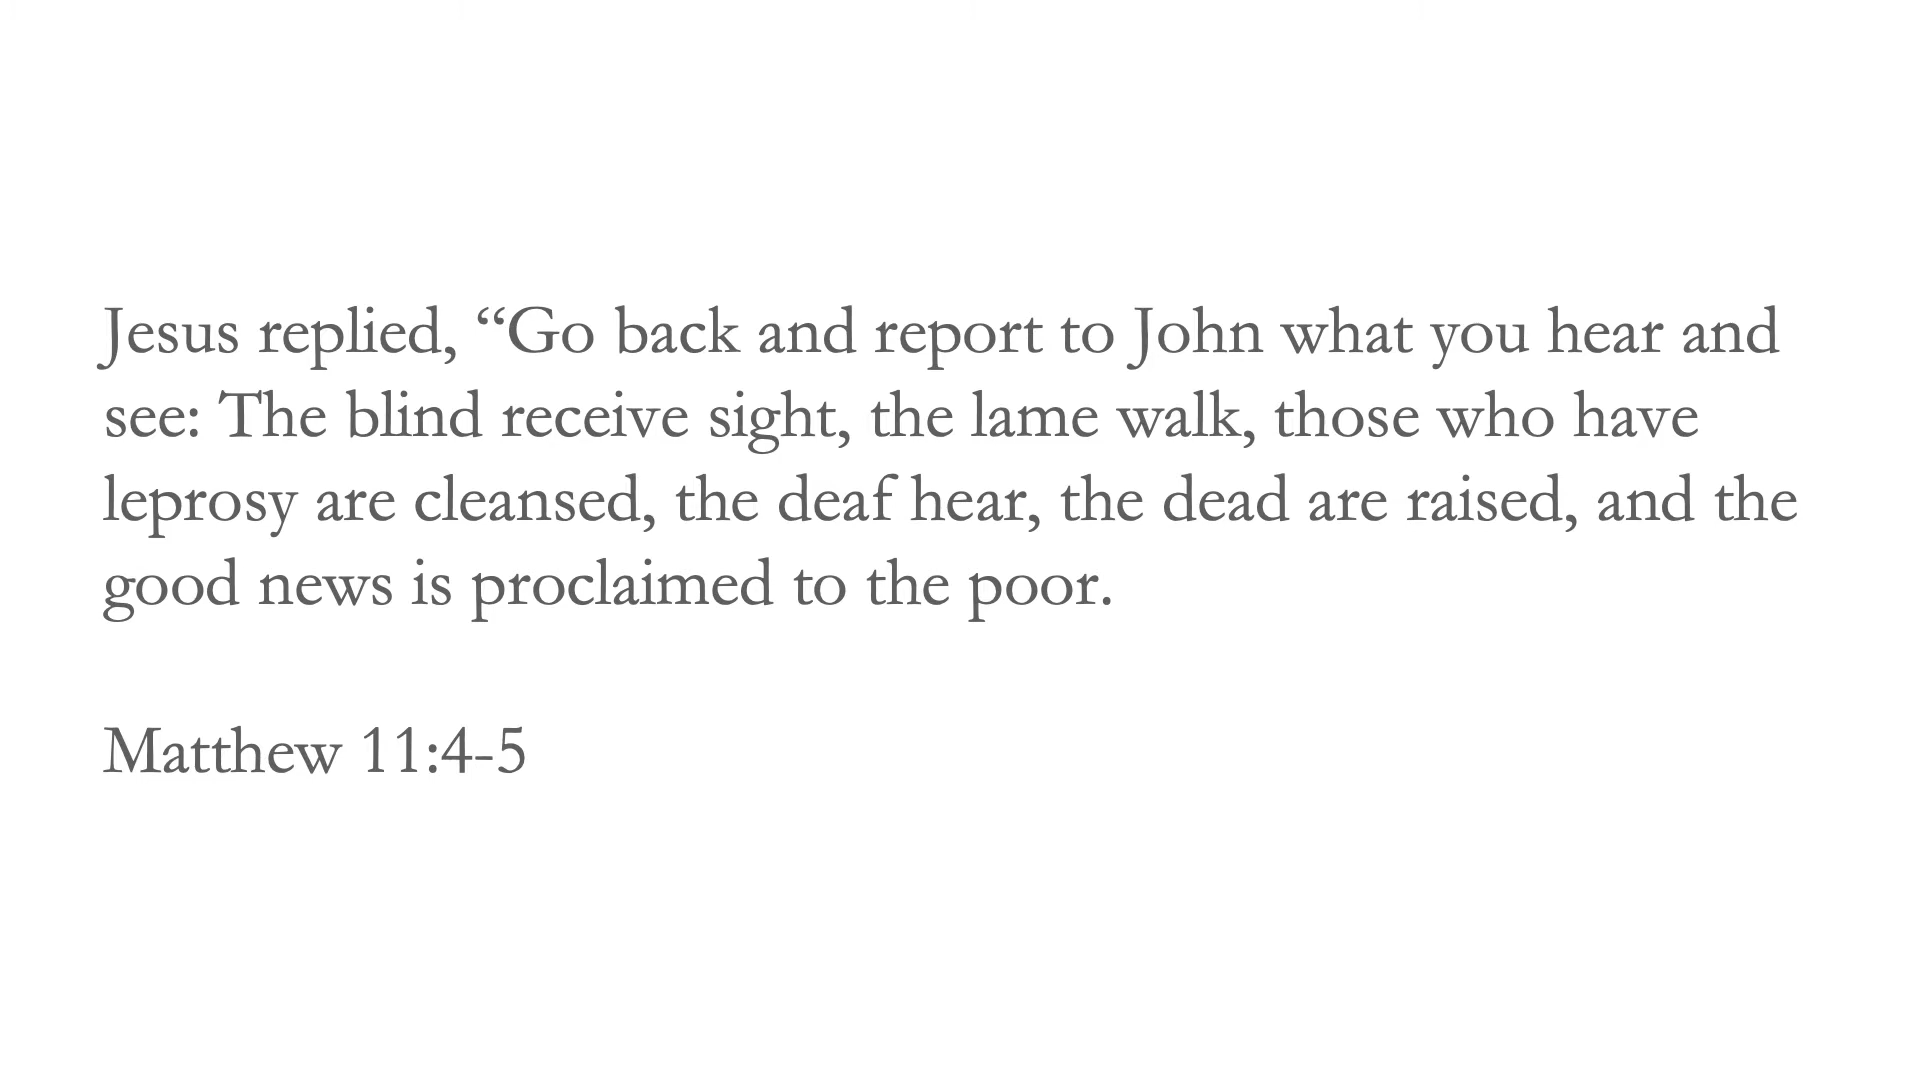 Jesus replied, “Go back and report to John what you hear and
see: The blind receive sight, the lame walk, those who have
leprosy are cleansed, the deaf hear, the dead are raised, and the
good news is proclaimed to the poor.
Matthew 11:4-5